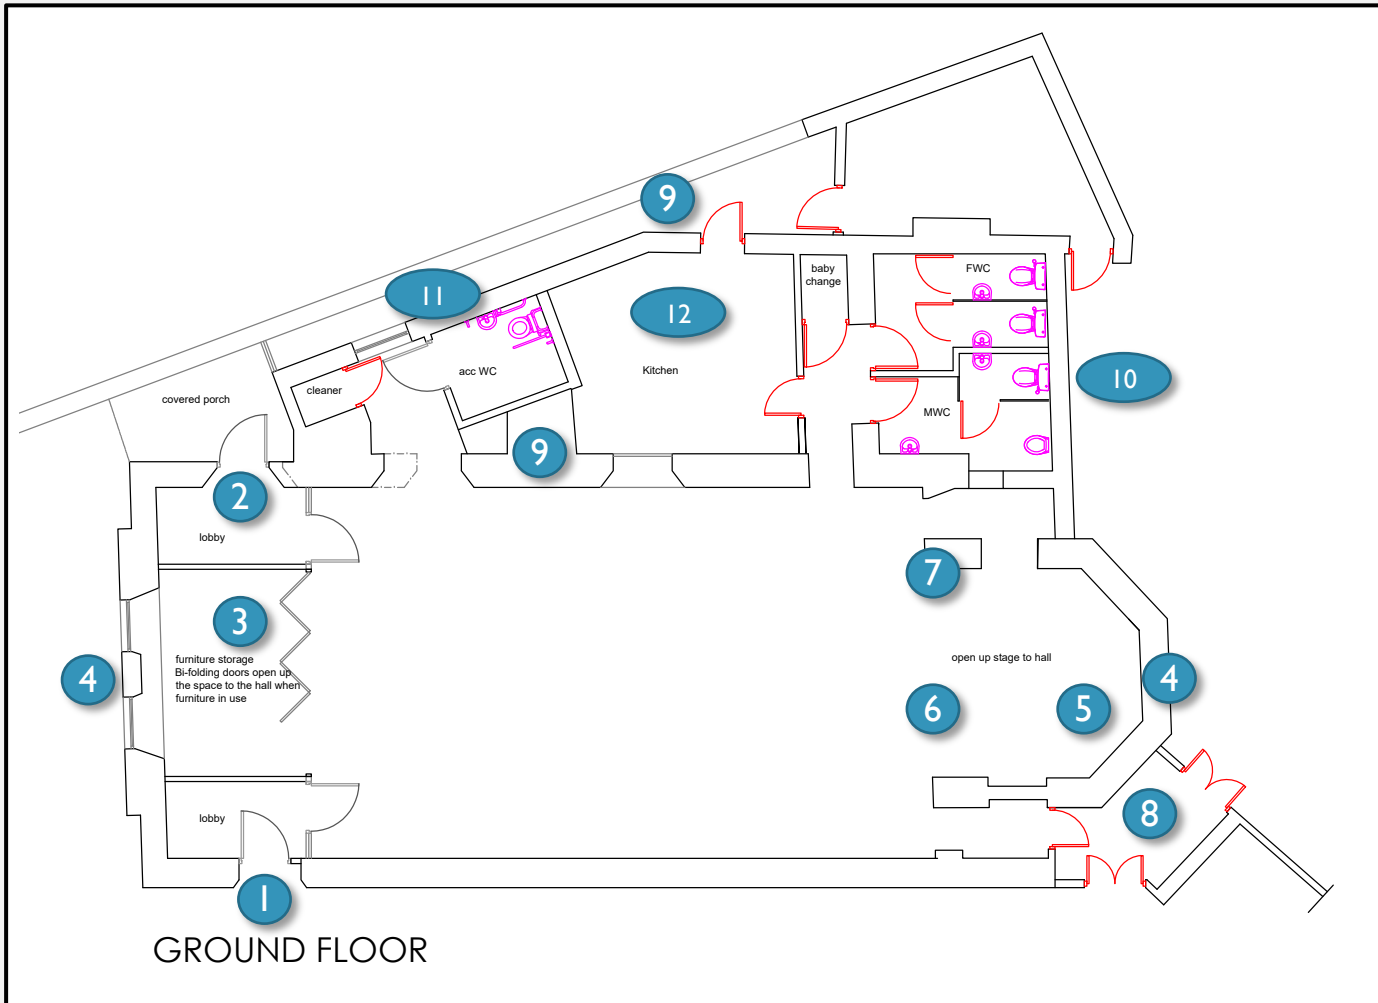 9
baby
change
FWC
11
12
cleaner
acc WC
Kitchen
10
covered porch
MWC
9
2
lobby
7
3
furniture storage
Bi-folding doors open up
the space to the hall when
furniture in use
open up stage to hall
4
4
6
5
lobby
8
1
GROUND FLOOR